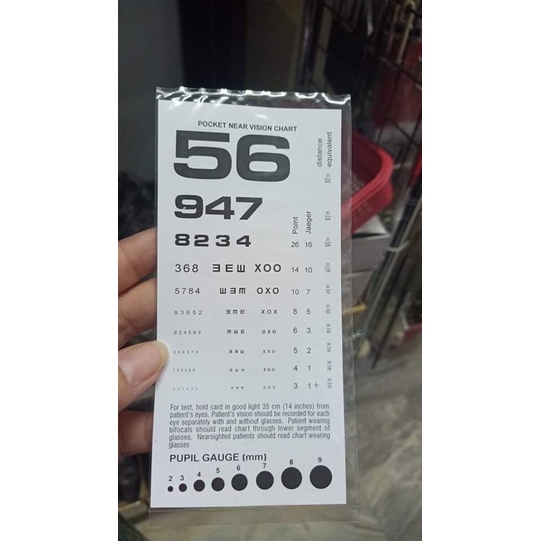 POCKET NEAR VISION CHART
distance
equivalent
56
947
Point
Jaeger
8234 26 16
368 ƎEШ XOO 14 10
5784 ШƎM OXO 10 7
93652 XOX 8 5
6 3
5 2
4 1
3 1+
For test, hold card in good light 35 cm (14 inches) from
patient's eyes. Patient's vision should be recorded for each
eye separately with and without glasses. Patient wearing
bifocals should read chart through lower segment of
glasses. Nearsighted patients should read chart wearing
glasses
PUPIL GAUGE (mm)
2 3 4 5 6 7 8 9